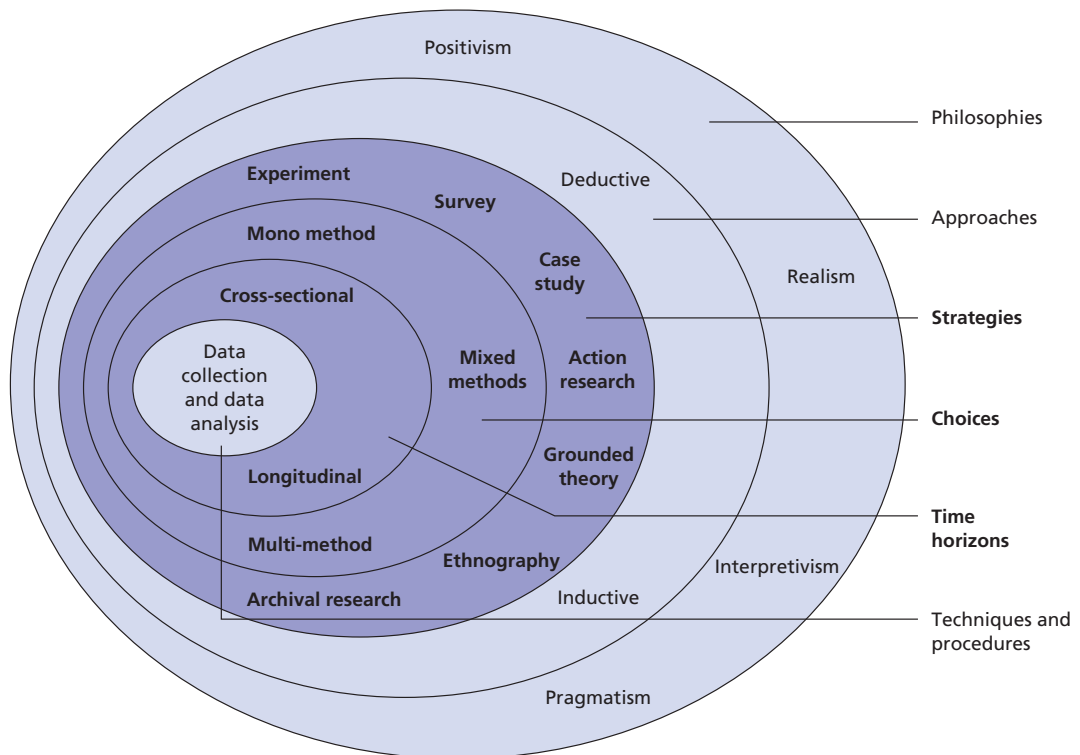 Positivism
Philosophies
Experiment
Deductive
Survey
Approaches
Mono method
Case
study
Realism
Cross-sectional
Strategies
Data
collection
and data
analysis
Mixed
methods
Action
research
Choices
Grounded
theory
Longitudinal
Time
horizons
Multi-method
Ethnography
Interpretivism
Archival research
Inductive
Techniques and
procedures
Pragmatism